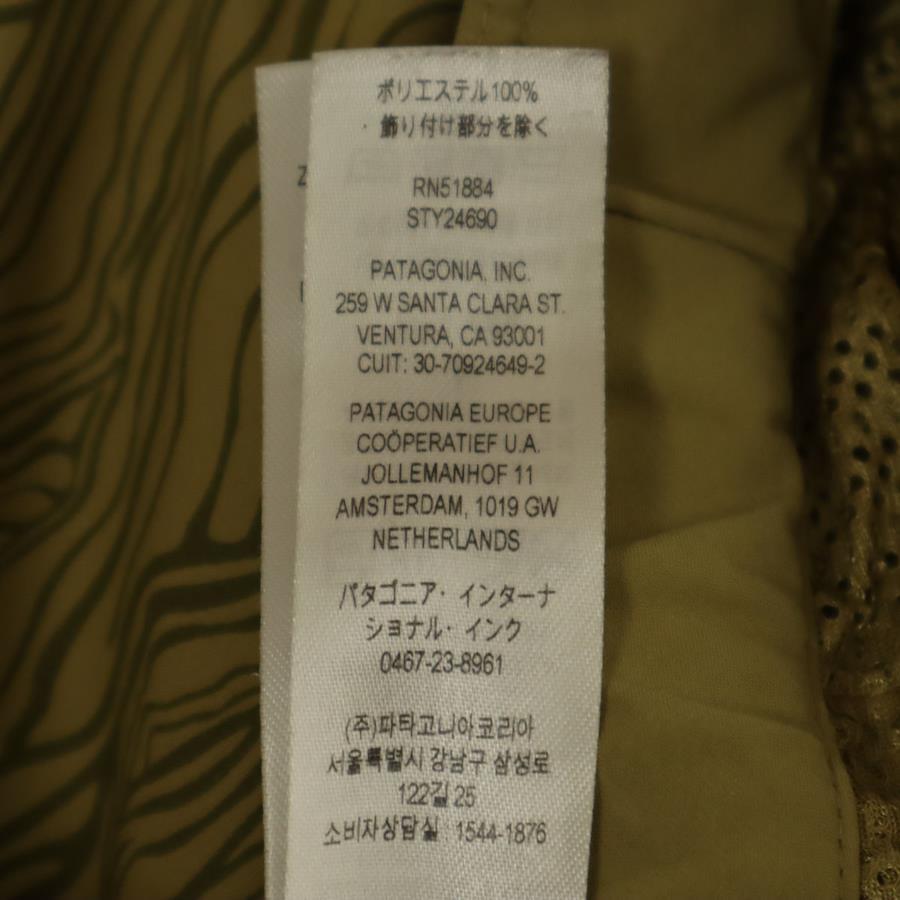 ポリエステル100%
・飾り付け部分を除く
RN51884
STY24690
PATAGONIA, INC.
259 W SANTA CLARA ST.
VENTURA, CA 93001
CUIT: 30-70924649-2
PATAGONIA EUROPE
COÖPERATIEF U.A.
JOLLEMANHOF 11
AMSTERDAM, 1019 GW
NETHERLANDS
パタゴニア・インターナ
ショナル・インク
0467-23-8961
(주)파타고니아코리아
서울특별시 강남구 삼성로
122길 25
소비자상담실 1544-1876